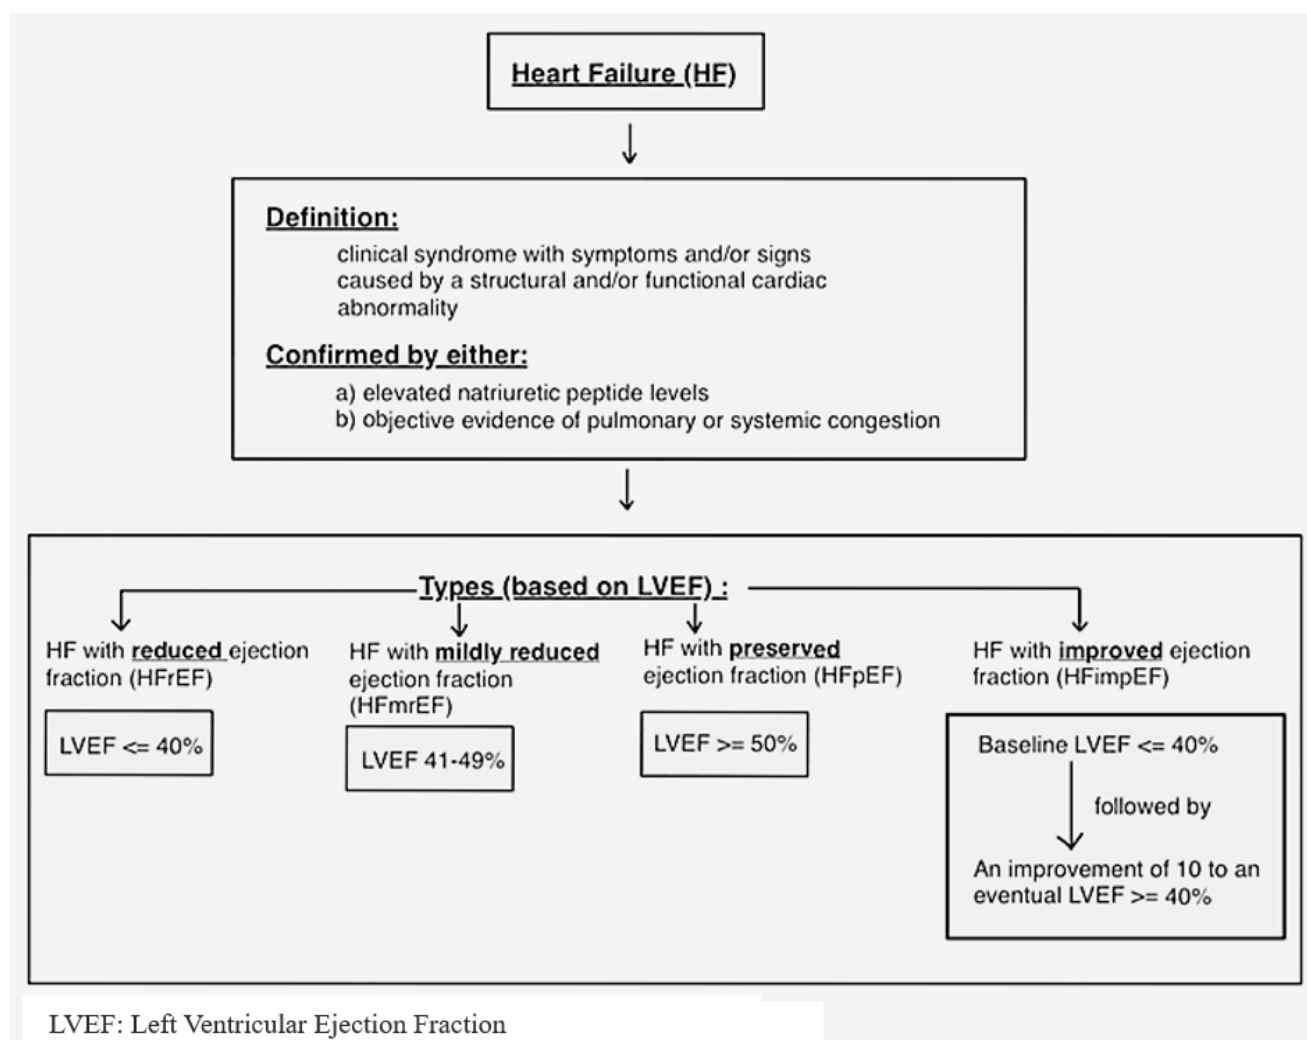 Heart Failure (HF)
Definition:
clinical syndrome with symptoms and/or signs
caused by a structural and/or functional cardiac
abnormality
Confirmed by either:
a) elevated natriuretic peptide levels
b) objective evidence of pulmonary or systemic congestion
Types (based on LVEF) :
HF with reduced ejection
fraction (HFrEF)
LVEF <= 40%
HF with mildly reduced
ejection fraction
(HFmrEF)
LVEF 41-49%
HF with preserved
ejection fraction (HFpEF)
LVEF >= 50%
HF with improved ejection
fraction (HFimpEF)
Baseline LVEF <= 40%
followed by
An improvement of 10 to an
eventual LVEF >= 40%
LVEF: Left Ventricular Ejection Fraction